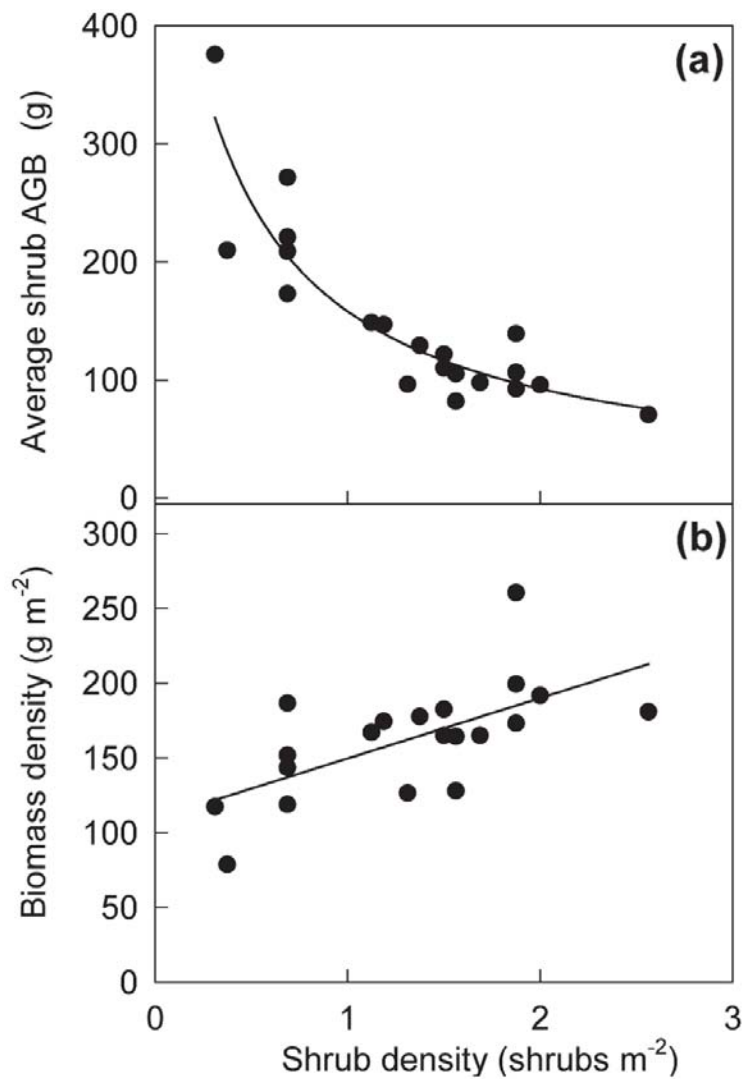 (a)
Average shrub AGB (g)
400
300
200
100
0
(b)
Biomass density (g m⁻²)
300
250
200
150
100
50
0
0 1 2 3
Shrub density (shrubs m⁻²)